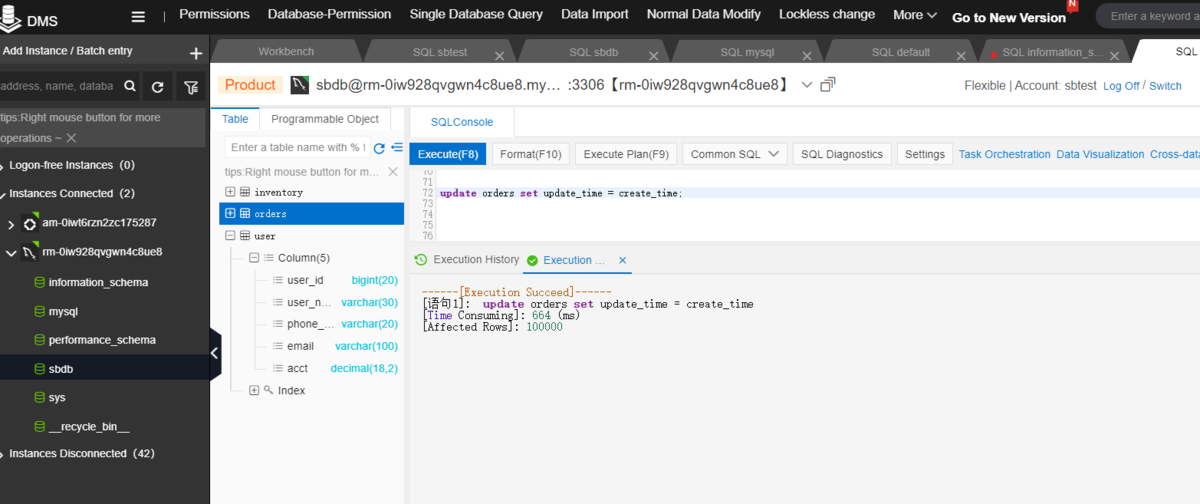 DMS
Permissions
Database-Permission
Single Database Query
Data Import
Normal Data Modify
Lockless change
More
Go to New Version
N
Enter a keyword a
Add Instance / Batch entry
+
Workbench
SQL sbtest
SQL sbdb
SQL mysql
SQL default
SQL information_s...
SQL
address, name, databa
Product
sbdb@rm-0iw928qvgwn4c8ue8.my... :3306【rm-0iw928qvgwn4c8ue8】
Flexible | Account: sbtest Log Off / Switch
tips:Right mouse button for more
operations ~
Table
Programmable Object
SQLConsole
Enter a table name with % f
Execute(F8)
Format(F10)
Execute Plan(F9)
Common SQL
SQL Diagnostics
Settings
Task Orchestration
Data Visualization
Cross-data
Logon-free Instances (0)
Instances Connected (2)
am-0iwt6rzn2zc175287
rm-0iw928qvgwn4c8ue8
information_schema
mysql
performance_schema
sbdb
sys
__recycle_bin__
Instances Disconnected (42)
tips:Right mouse button for m...
inventory
orders
user
Column(5)
user_id bigint(20)
user_n... varchar(30)
phone_... varchar(20)
email varchar(100)
acct decimal(18,2)
Index
70
71
72 update orders set update_time = create_time;
73
74
75
76
Execution History
Execution ...
------[Execution Succeed]------
[语句1]: update orders set update_time = create_time
[Time Consuming]: 664 (ms)
[Affected Rows]: 100000